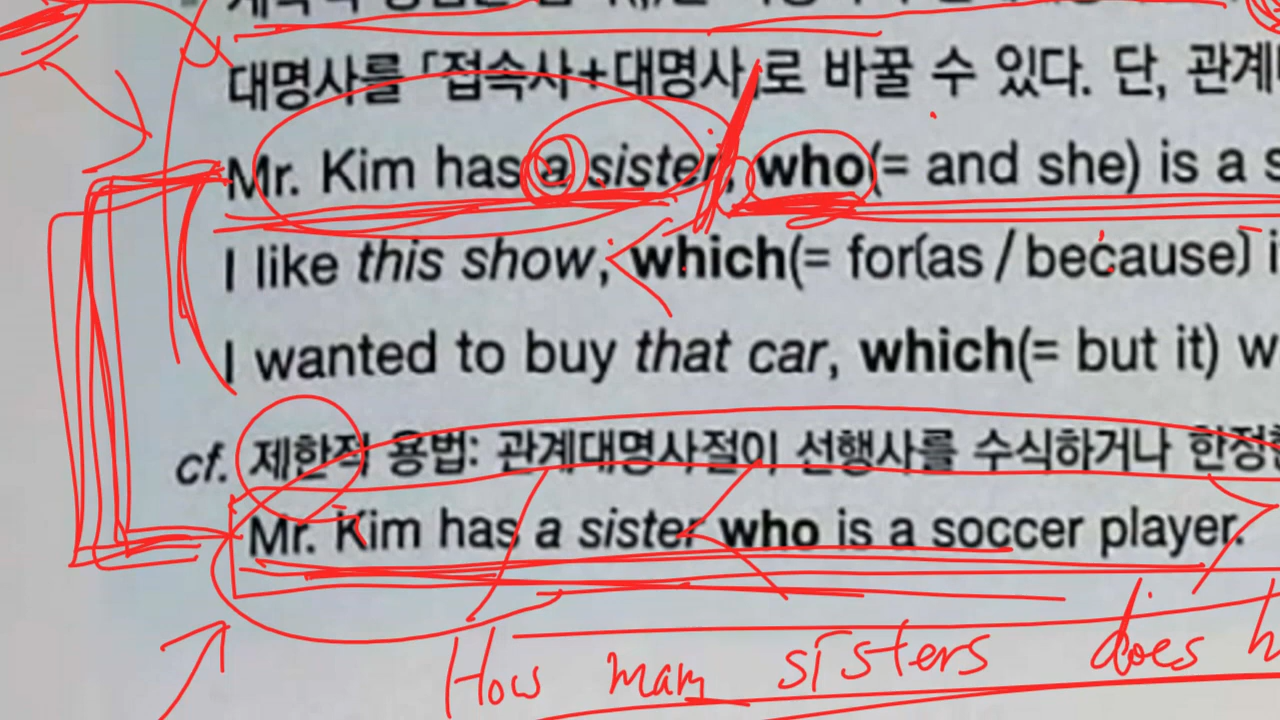 대명사를 「접속사+대명사」로 바꿀 수 있다. 단, 관계
Mr. Kim has a sister, who(= and she) is a s
I like this show, which(= for(as / because) i
I wanted to buy that car, which(= but it) w
cf. 제한적 용법: 관계대명사절이 선행사를 수식하거나 한정
Mr. Kim has a sister who is a soccer player.
How many sisters does h